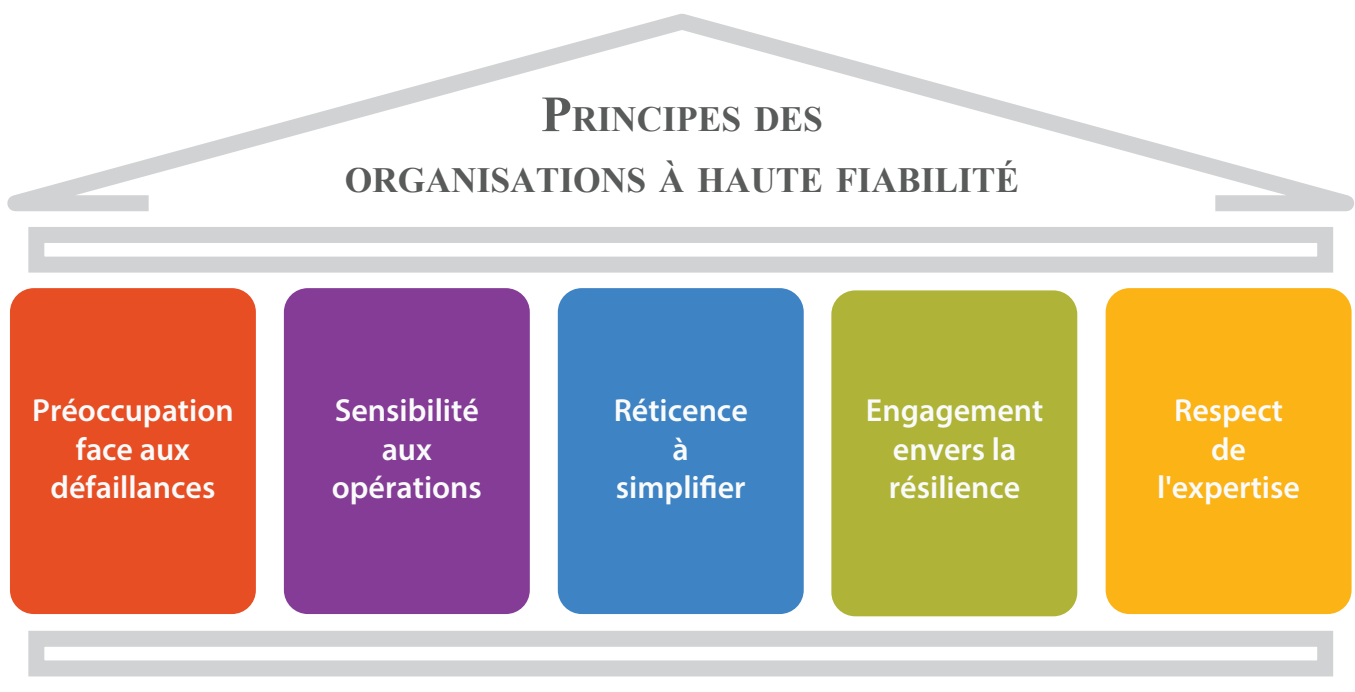 Principes des
organisations à haute fiabilité
Préoccupation
face aux
défaillances
Sensibilité
aux
opérations
Réticence
à
simplifier
Engagement
envers la
résilience
Respect
de
l'expertise